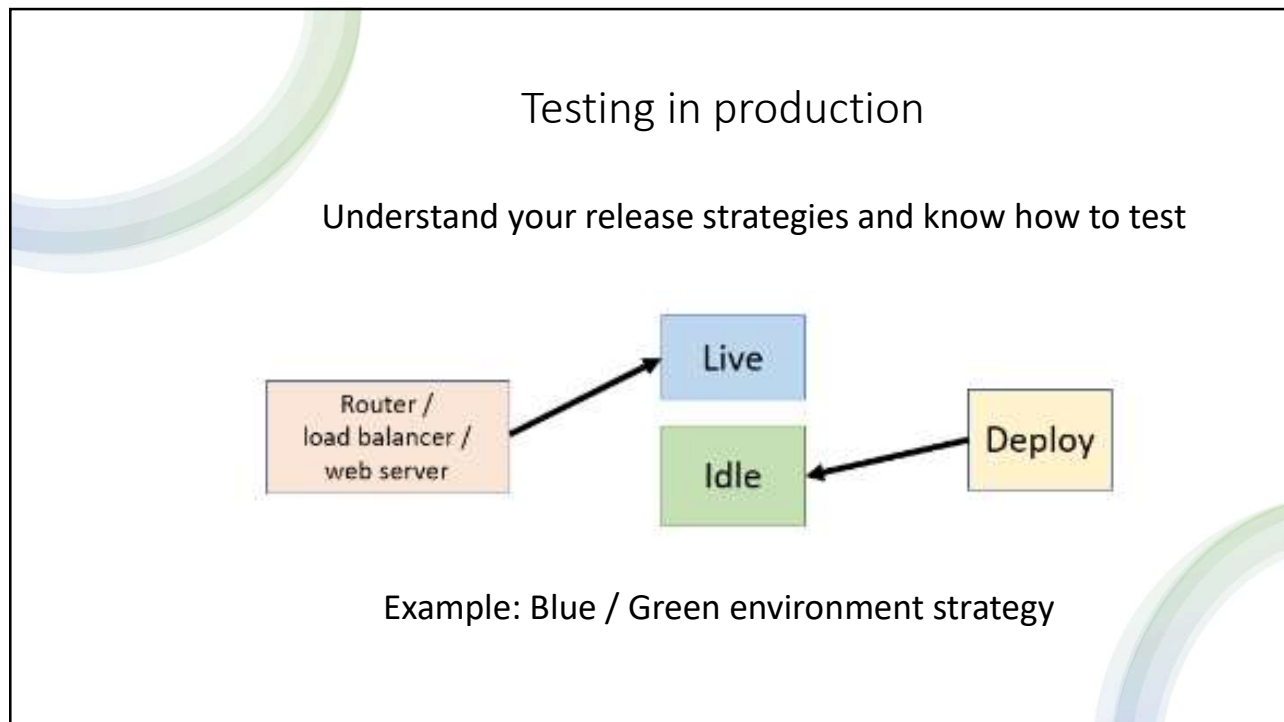 Testing in production
Understand your release strategies and know how to test
Live
Router /
load balancer /
web server
Deploy
Idle
Example: Blue / Green environment strategy